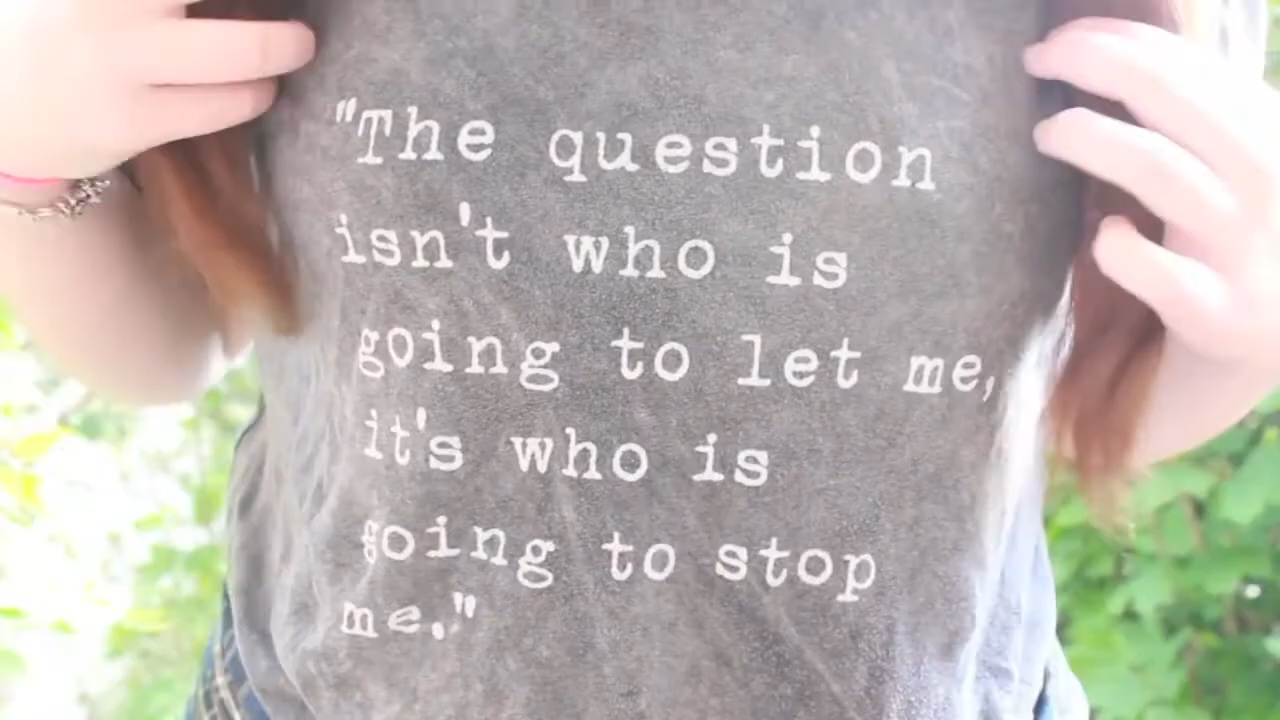 "The question
isn't who is
going to let me,
it's who is
going to stop
me."